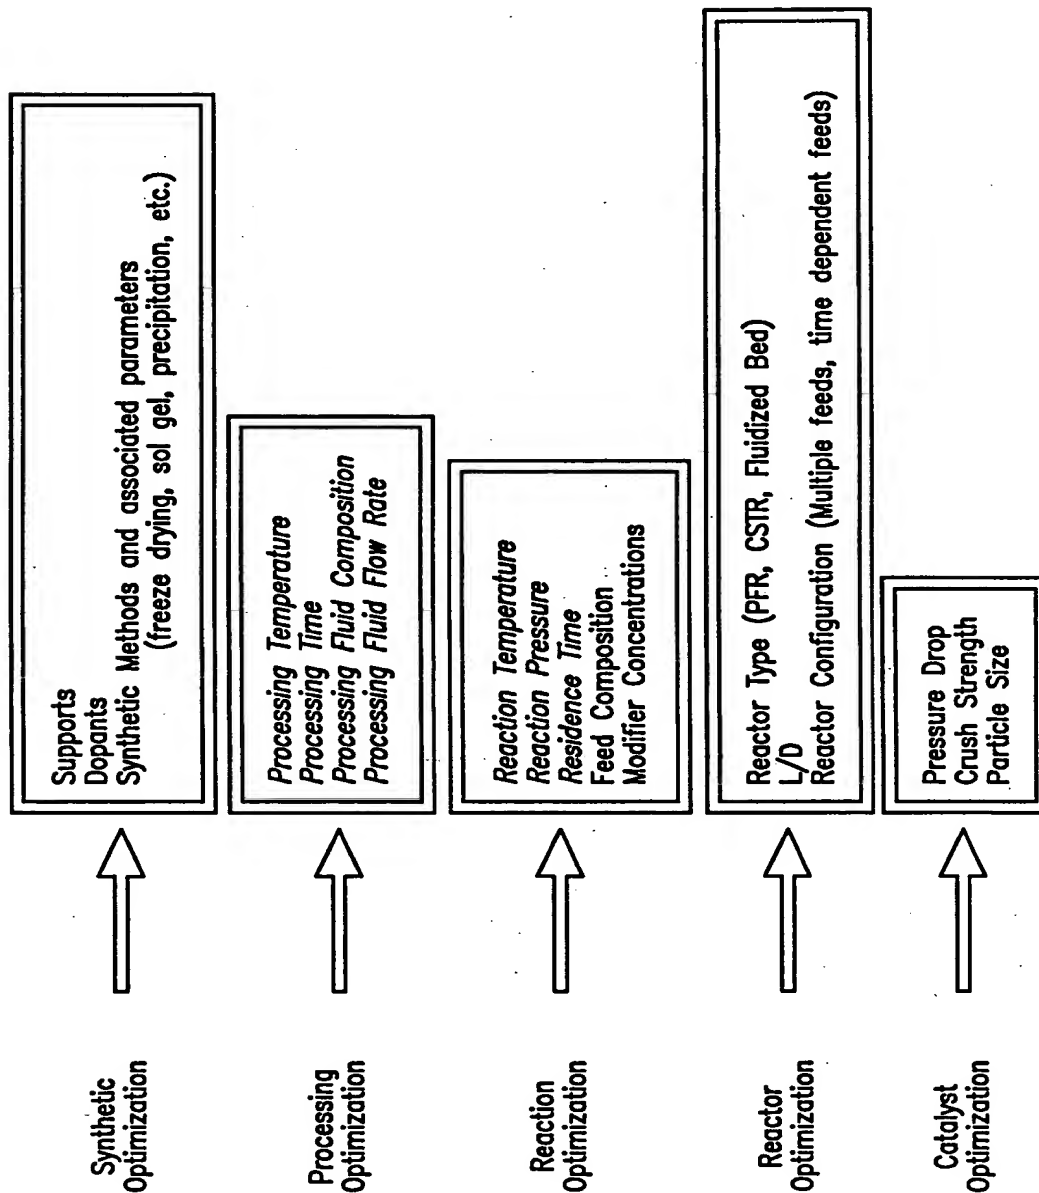 Synthetic
Optimization
Supports
Dopants
Synthetic Methods and associated parameters
(freeze drying, sol gel, precipitation, etc.)
Processing
Optimization
Processing Temperature
Processing Time
Processing Fluid Composition
Processing Fluid Flow Rate
Reaction
Optimization
Reaction Temperature
Reaction Pressure
Residence Time
Feed Composition
Modifier Concentrations
Reactor
Optimization
Reactor Type (PFR, CSTR, Fluidized Bed)
L/D
Reactor Configuration (Multiple feeds, time dependent feeds)
Catalyst
Optimization
Pressure Drop
Crush Strength
Particle Size